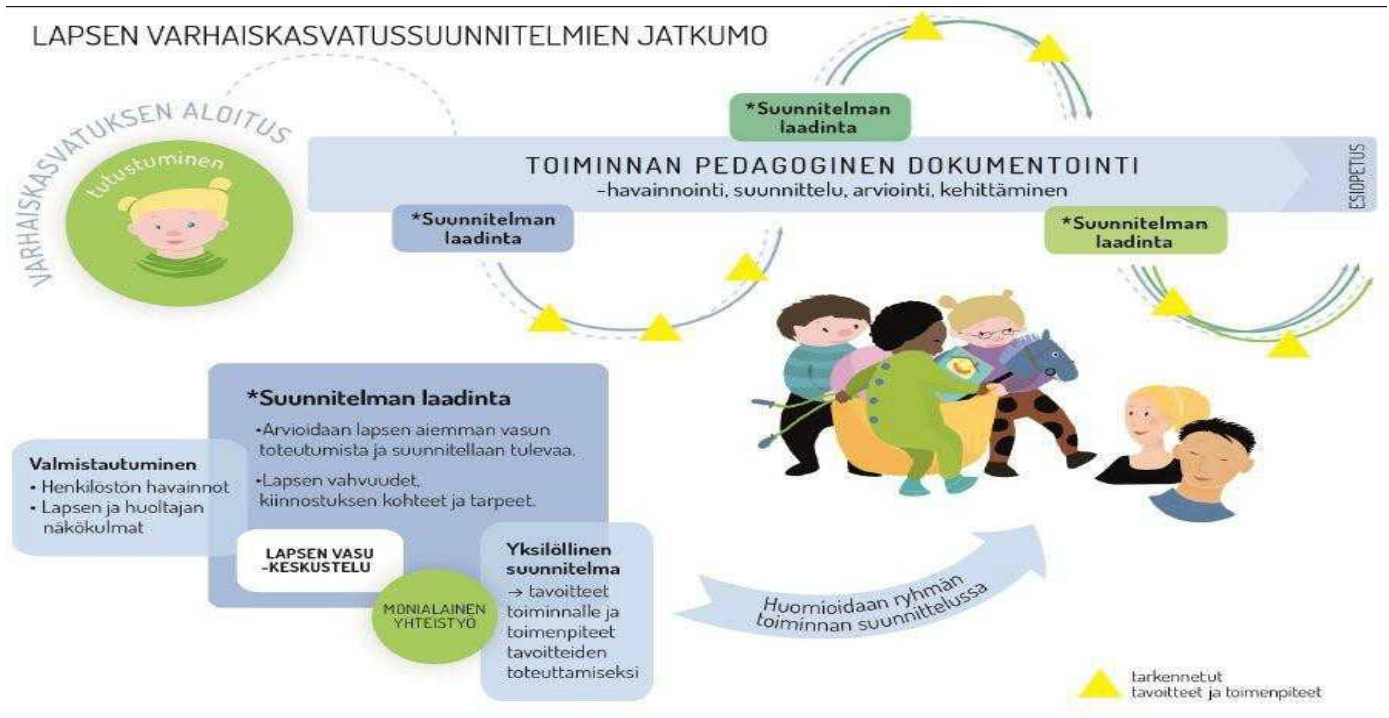 LAPSEN VARHAISKASVATUSSUUNNITELMIEN JATKUMO
VARHAISKASVATUKSEN ALOITUS
tutustuminen
*Suunnitelman
laadinta
TOIMINNAN PEDAGOGINEN DOKUMENTOINTI
-havainnointi, suunnittelu, arviointi, kehittäminen
ESIOPETUS
*Suunnitelman
laadinta
*Suunnitelman
laadinta
*Suunnitelman laadinta
•Arvioidaan lapsen aiemman vasun
toteutumista ja suunnitellaan tulevaa.
•Lapsen vahvuudet,
kiinnostuksen kohteet ja tarpeet.
Valmistautuminen
• Henkilöstön havainnot
• Lapsen ja huoltajan
näkökulmat
LAPSEN VASU
-KESKUSTELU
MONIALAINEN
YHTEISTYÖ
Yksilöllinen
suunnitelma
→ tavoitteet
toiminnalle ja
toimenpiteet
tavoitteiden
toteuttamiseksi
Huomioidaan ryhmän
toiminnan suunnittelussa
tarkennetut
tavoitteet ja toimenpiteet